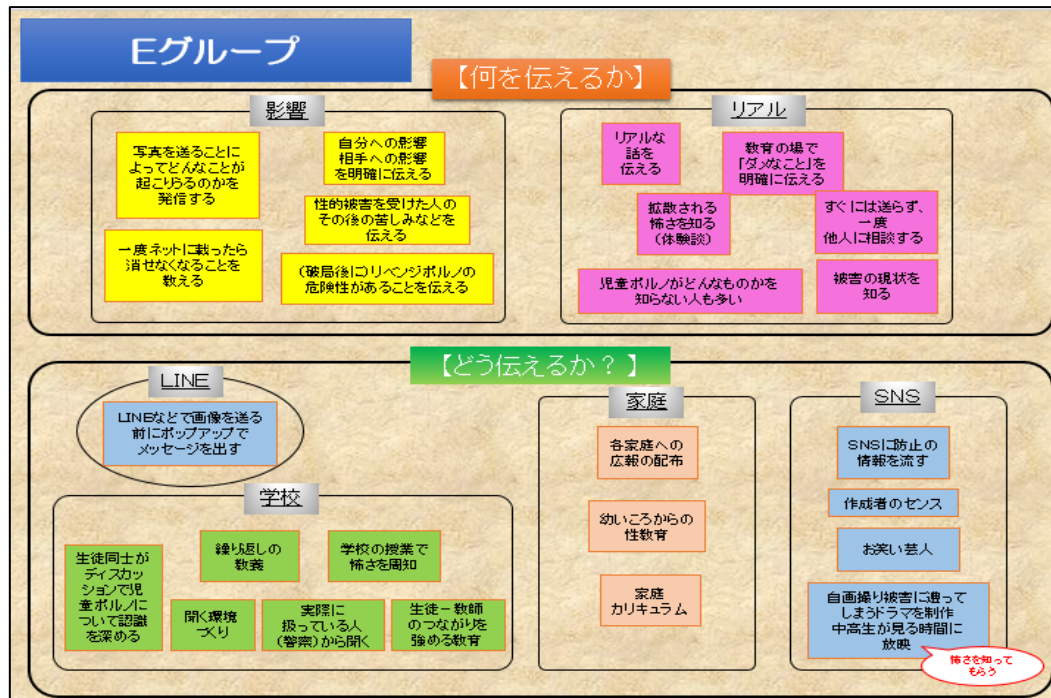 Eグループ
【何を伝えるか】
影響
写真を送ることに
よってどんなことが
起こりうるのかを
発信する
自分への影響
相手への影響
を明確に伝える
性的被害を受けた人の
その後の苦しみなどを
伝える
一度ネットに載ったら
消せなくなることを
教える
(破局後に)リベンジポルノの
危険性があることを伝える
リアル
リアルな
話を
伝える
教育の場で
「ダメなこと」を
明確に伝える
拡散される
怖さを知る
(体験談)
すぐには送らず、
一度
他人に相談する
児童ポルノがどんなものかを
知らない人も多い
被害の現状を
知る
【どう伝えるか？】
LINE
LINEなどで画像を送る
前にポップアップで
メッセージを出す
学校
生徒同士が
ディスカッ
ションで児
童ポルノに
ついて認識
を深める
繰り返しの
教養
学校の授業で
怖さを周知
聞く環境
づくり
実際に
扱っている人
(警察)から聞く
生徒－教師
のつながりを
強める教育
家庭
各家庭への
広報の配布
幼いころからの
性教育
家庭
カリキュラム
SNS
SNSに防止の
情報を流す
作成者のセンス
お笑い芸人
自画撮り被害に遭って
しまうドラマを制作
中高生が見る時間に
放映
怖さを知って
もらう